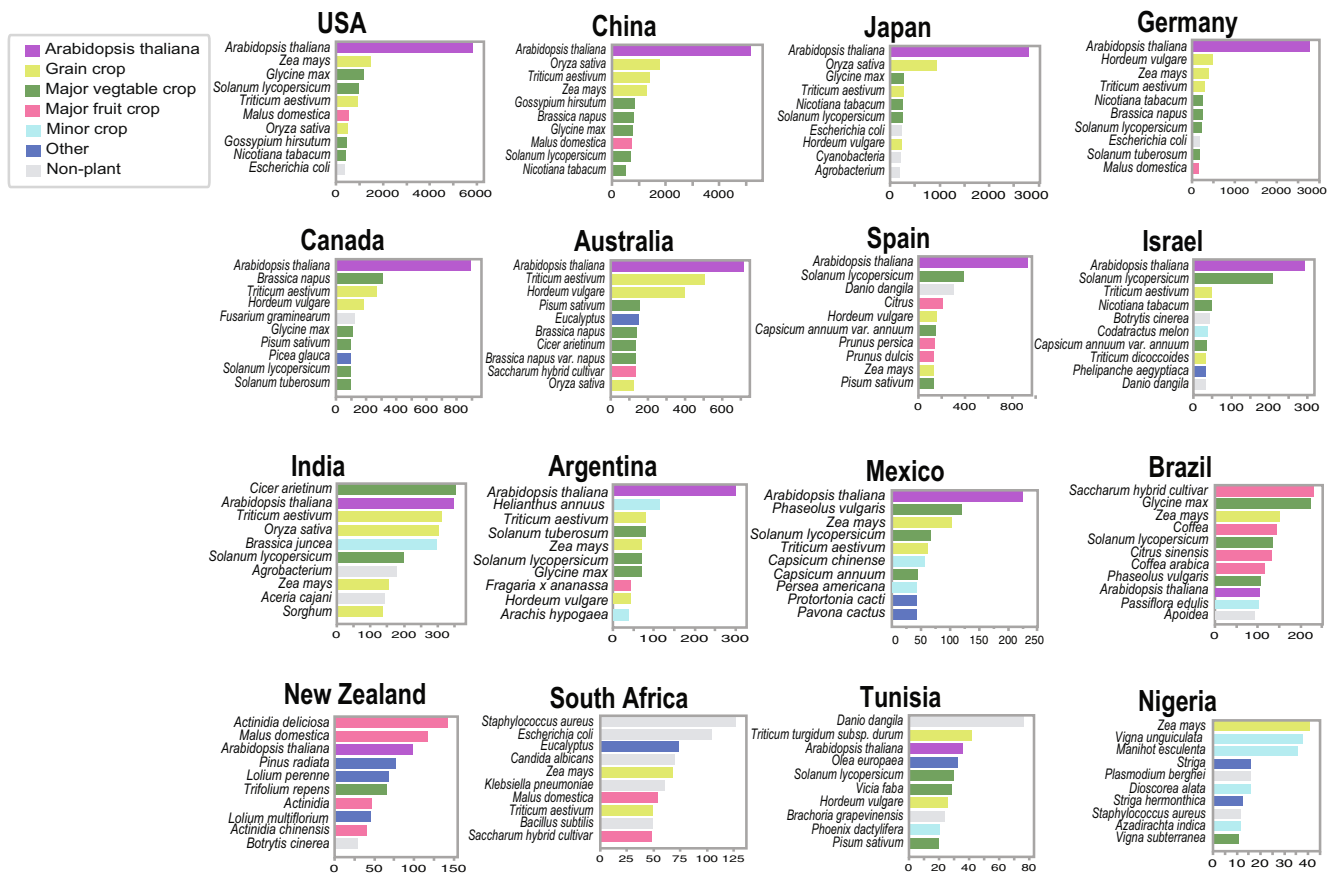 USA
China
Japan
Germany
Arabidopsis thaliana
Grain crop
Major vegtable crop
Major fruit crop
Minor crop
Other
Non-plant
Arabidopsis thaliana
Zea mays
Glycine max
Solanum lycopersicum
Triticum aestivum
Malus domestica
Oryza sativa
Gossypium hirsutum
Nicotiana tabacum
Escherichia coli
0 2000 4000 6000
Arabidopsis thaliana
Oryza sativa
Triticum aestivum
Zea mays
Gossypium hirsutum
Brassica napus
Glycine max
Malus domestica
Solanum lycopersicum
Nicotiana tabacum
0 2000 4000
Arabidopsis thaliana
Oryza sativa
Glycine max
Triticum aestivum
Nicotiana tabacum
Solanum lycopersicum
Escherichia coli
Hordeum vulgare
Cyanobacteria
Agrobacterium
0 1000 2000 3000
Arabidopsis thaliana
Hordeum vulgare
Zea mays
Triticum aestivum
Nicotiana tabacum
Brassica napus
Solanum lycopersicum
Escherichia coli
Solanum tuberosum
Malus domestica
0 1000 2000 3000
Canada
Australia
Spain
Israel
Arabidopsis thaliana
Brassica napus
Triticum aestivum
Hordeum vulgare
Fusarium graminearum
Glycine max
Pisum sativum
Picea glauca
Solanum lycopersicum
Solanum tuberosum
0 200 400 600 800
Arabidopsis thaliana
Triticum aestivum
Hordeum vulgare
Pisum sativum
Eucalyptus
Brassica napus
Cicer arietinum
Brassica napus var. napus
Saccharum hybrid cultivar
Oryza sativa
0 200 400 600
Arabidopsis thaliana
Solanum lycopersicum
Danio dangila
Citrus
Hordeum vulgare
Capsicum annuum var. annuum
Prunus persica
Prunus dulcis
Zea mays
Pisum sativum
0 400 800
Arabidopsis thaliana
Solanum lycopersicum
Triticum aestivum
Nicotiana tabacum
Botrytis cinerea
Codatractus melon
Capsicum annuum var. annuum
Triticum dicoccoides
Phelipanche aegyptiaca
Danio dangila
0 100 200 300
India
Argentina
Mexico
Brazil
Cicer arietinum
Arabidopsis thaliana
Triticum aestivum
Oryza sativa
Brassica juncea
Solanum lycopersicum
Agrobacterium
Zea mays
Aceria cajani
Sorghum
0 100 200 300
Arabidopsis thaliana
Helianthus annuus
Triticum aestivum
Solanum tuberosum
Zea mays
Solanum lycopersicum
Glycine max
Fragaria x ananassa
Hordeum vulgare
Arachis hypogaea
0 100 200 300
Arabidopsis thaliana
Phaseolus vulgaris
Zea mays
Solanum lycopersicum
Triticum aestivum
Capsicum chinense
Capsicum annuum
Persea americana
Protortonia cacti
Pavona cactus
0 50 100 150 200 250
Saccharum hybrid cultivar
Glycine max
Zea mays
Coffea
Solanum lycopersicum
Citrus sinensis
Coffea arabica
Phaseolus vulgaris
Arabidopsis thaliana
Passiflora edulis
Apoidea
0 100 200
New Zealand
South Africa
Tunisia
Nigeria
Actinidia deliciosa
Malus domestica
Arabidopsis thaliana
Pinus radiata
Lolium perenne
Trifolium repens
Actinidia
Lolium multiflorium
Actinidia chinensis
Botrytis cinerea
0 50 100 150
Staphylococcus aureus
Escherichia coli
Eucalyptus
Candida albicans
Zea mays
Klebsiella pneumoniae
Malus domestica
Triticum aestivum
Bacillus subtilis
Saccharum hybrid cultivar
0 25 50 75 100 125
Danio dangila
Triticum turgidum subsp. durum
Arabidopsis thaliana
Olea europaea
Solanum lycopersicum
Vicia faba
Hordeum vulgare
Brachoria grapevinensis
Phoenix dactylifera
Pisum sativum
0 20 40 60 80
Zea mays
Vigna unguiculata
Manihot esculenta
Striga
Plasmodium berghei
Dioscorea alata
Striga hermonthica
Staphylococcus aureus
Azadirachta indica
Vigna subterranea
0 10 20 30 40